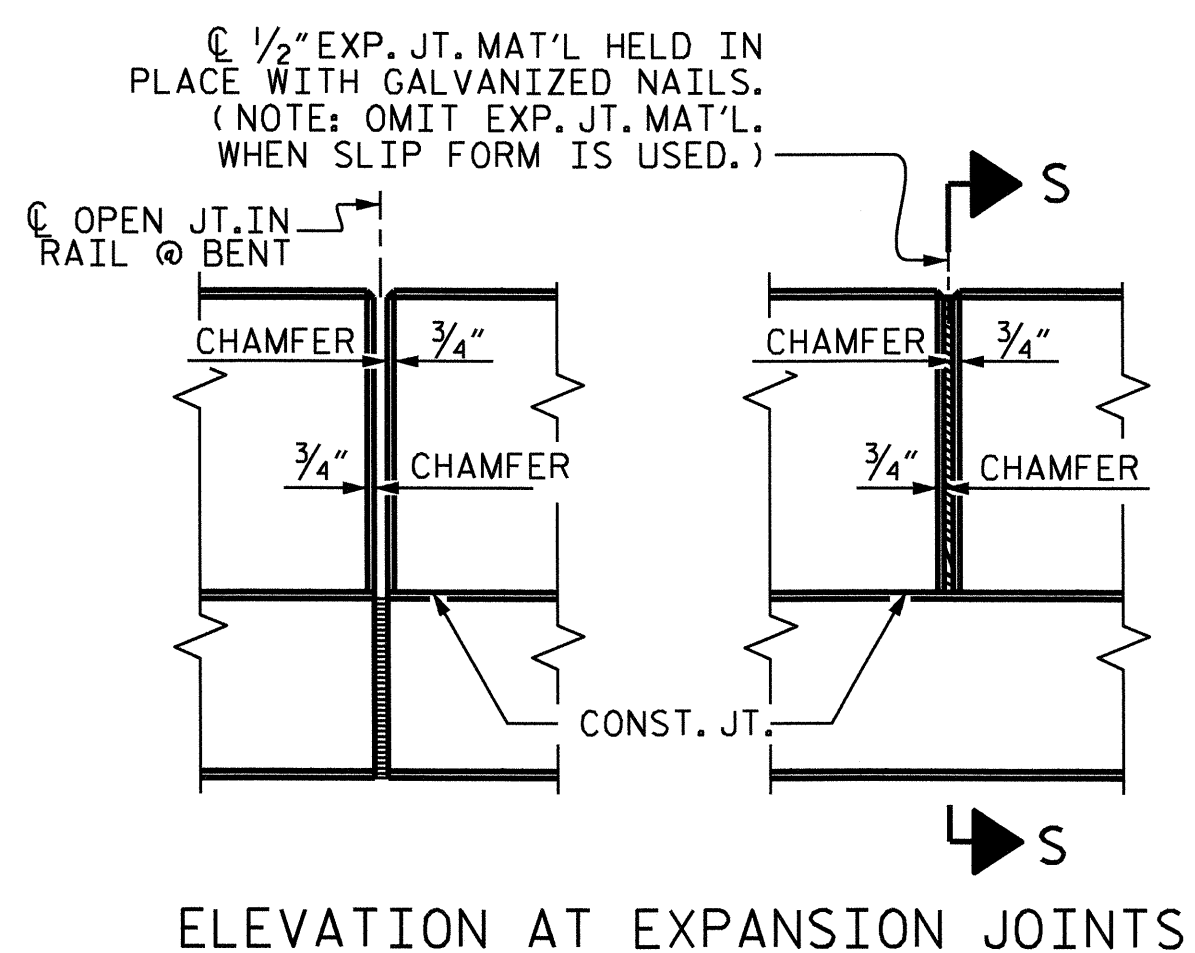 ℄ 1/2" EXP. JT. MAT'L HELD IN
PLACE WITH GALVANIZED NAILS.
(NOTE: OMIT EXP. JT. MAT'L.
WHEN SLIP FORM IS USED.)
S
℄ OPEN JT. IN
RAIL @ BENT
CHAMFER 3/4"
CHAMFER 3/4"
3/4" CHAMFER
3/4" CHAMFER
CONST. JT.
S
ELEVATION AT EXPANSION JOINTS